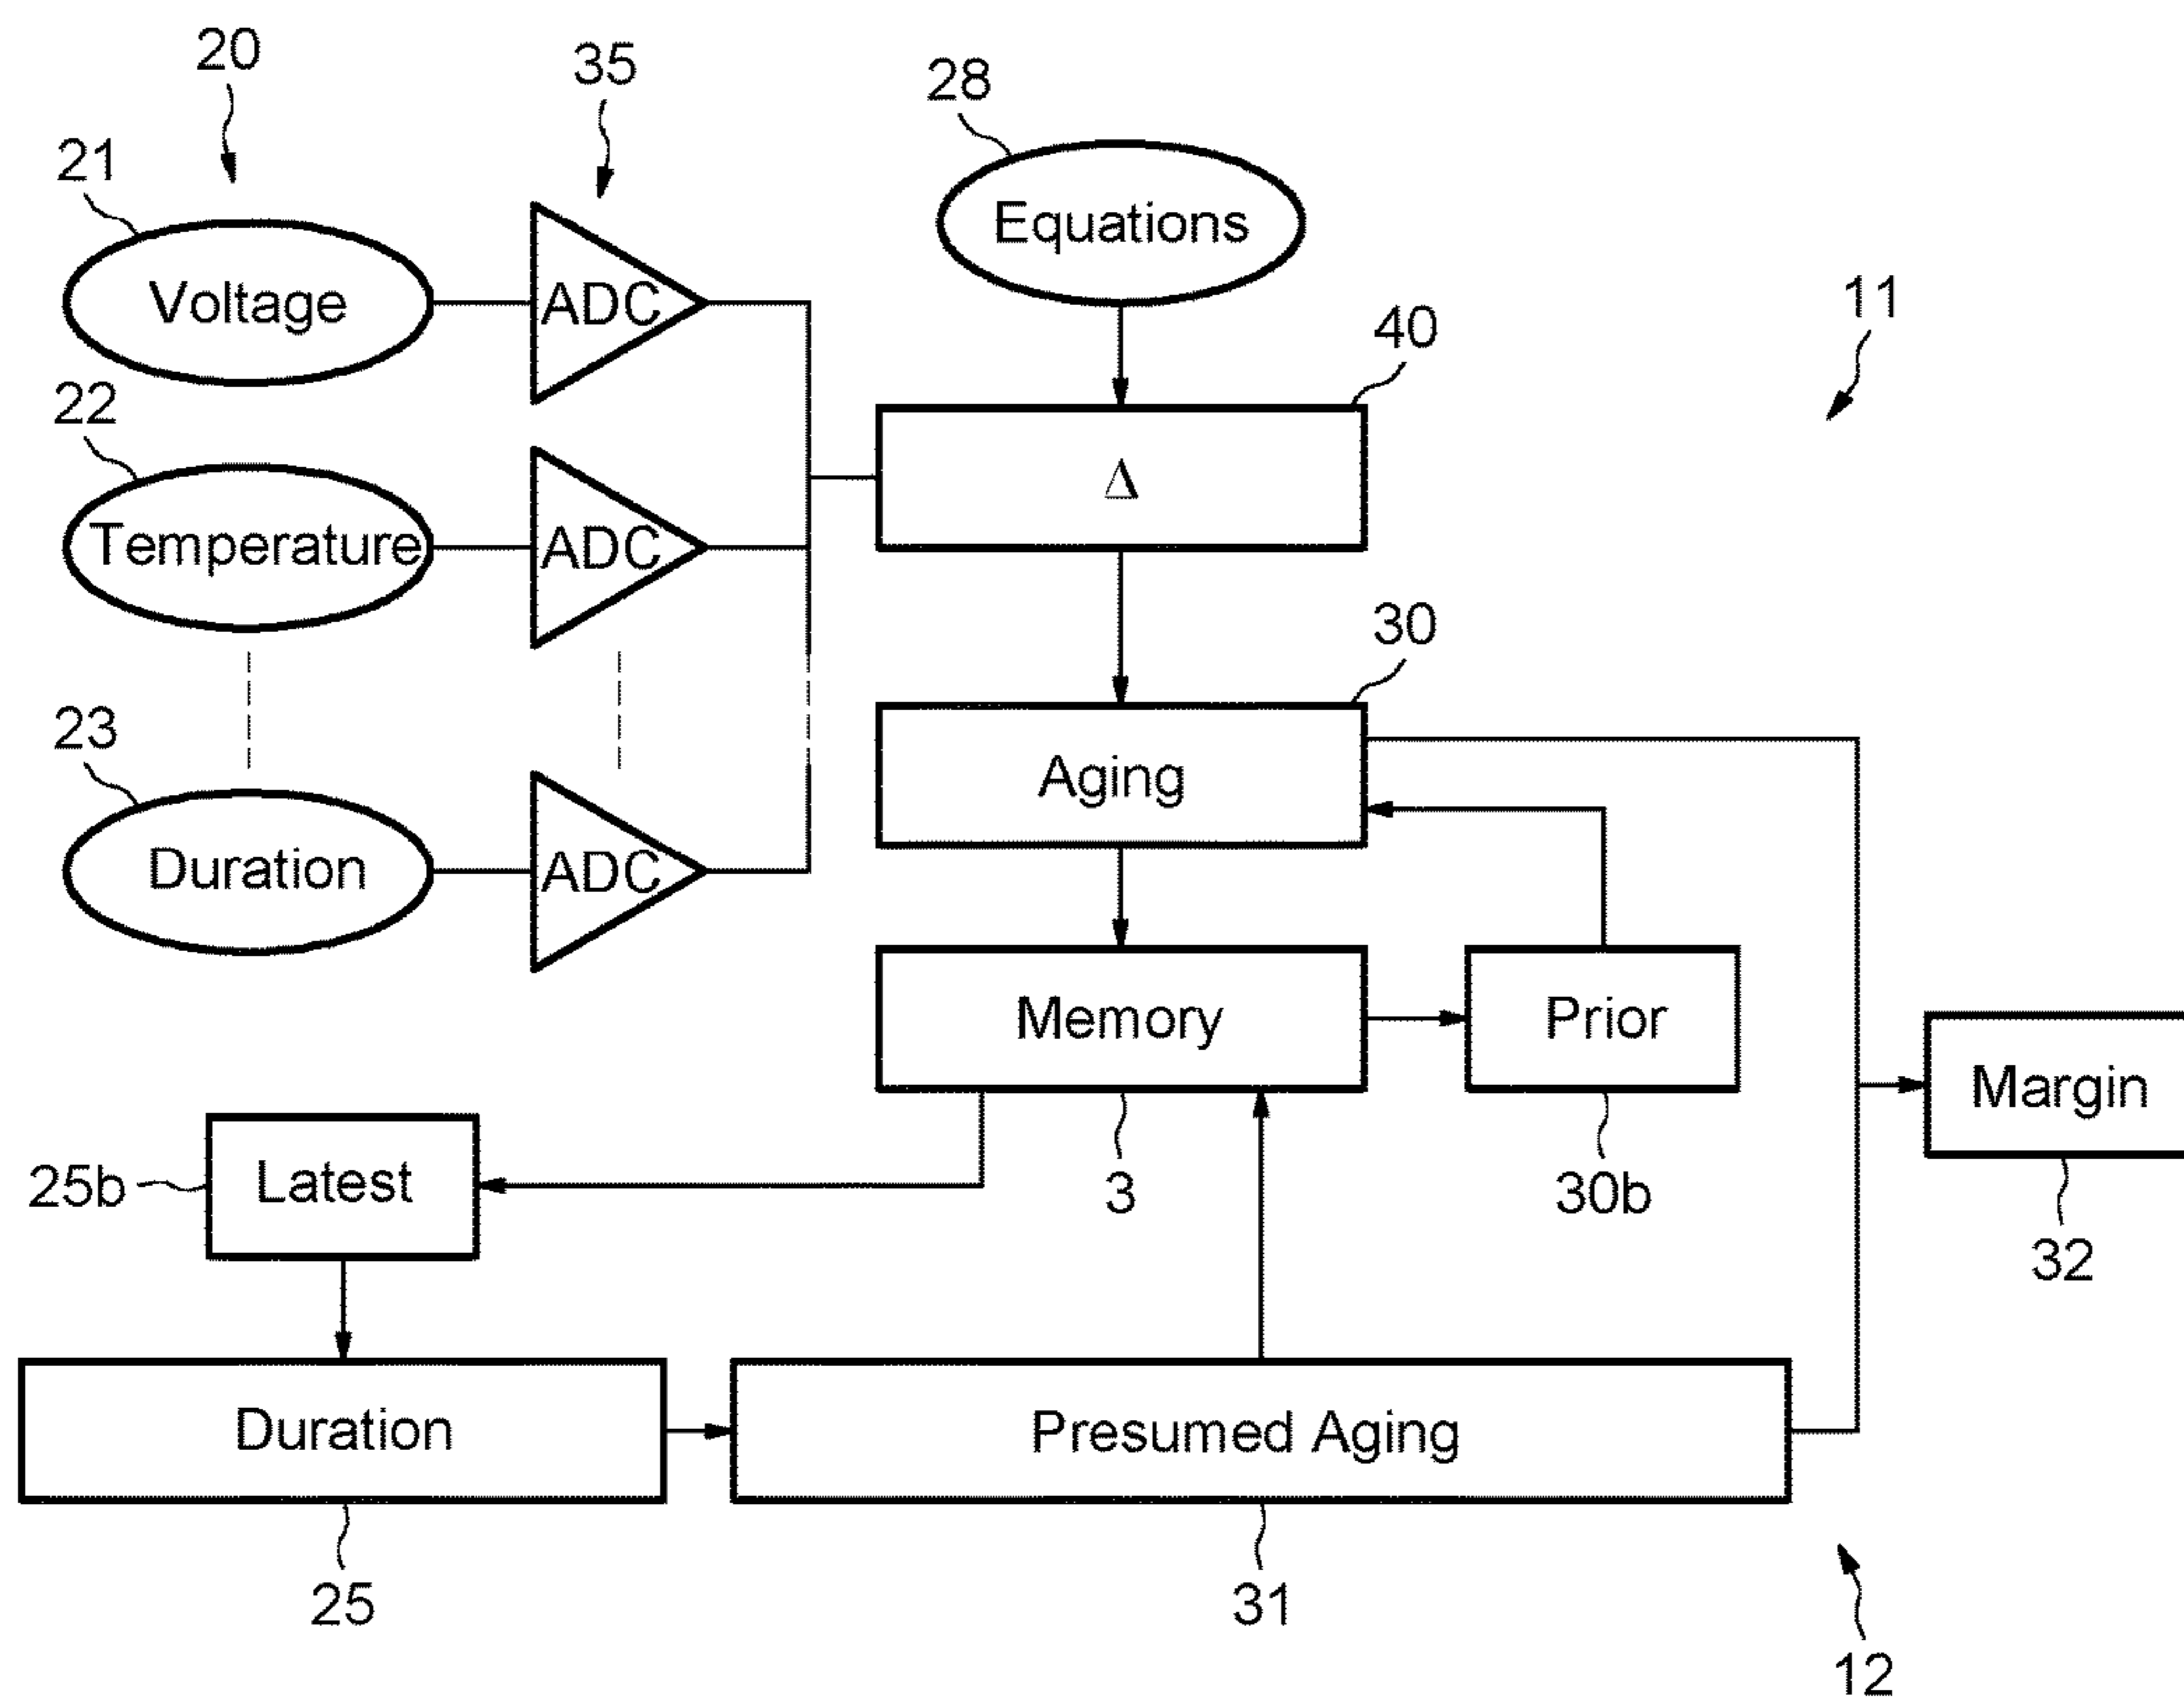 20
35
28
21
Equations
Voltage
ADC
11
40
22
Δ
Temperature
ADC
30
23
Aging
Duration
ADC
Memory
Prior
Margin
Latest
25b
3
30b
32
Duration
Presumed Aging
25
31
12